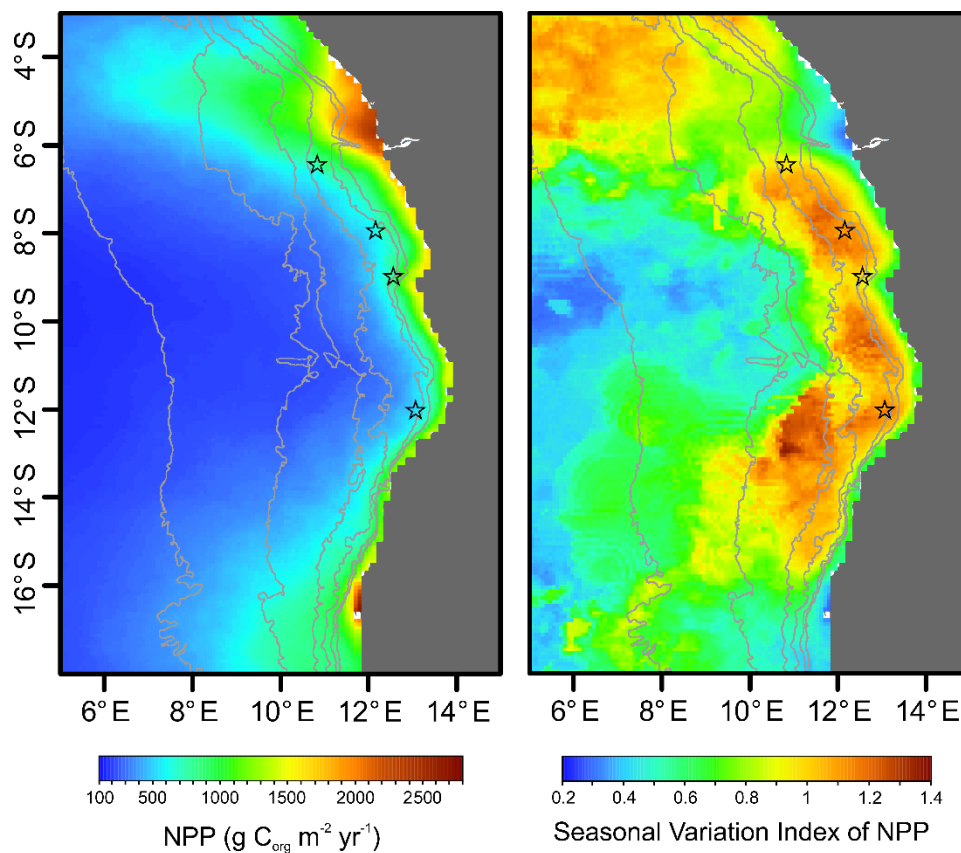 4° S
6° S
8° S
10° S
12° S
14° S
16° S
6° E 8° E 10° E 12° E 14° E
6° E 8° E 10° E 12° E 14° E
100 500 1000 1500 2000 2500
NPP (g C_org m⁻² yr⁻¹)
0.2 0.4 0.6 0.8 1 1.2 1.4
Seasonal Variation Index of NPP